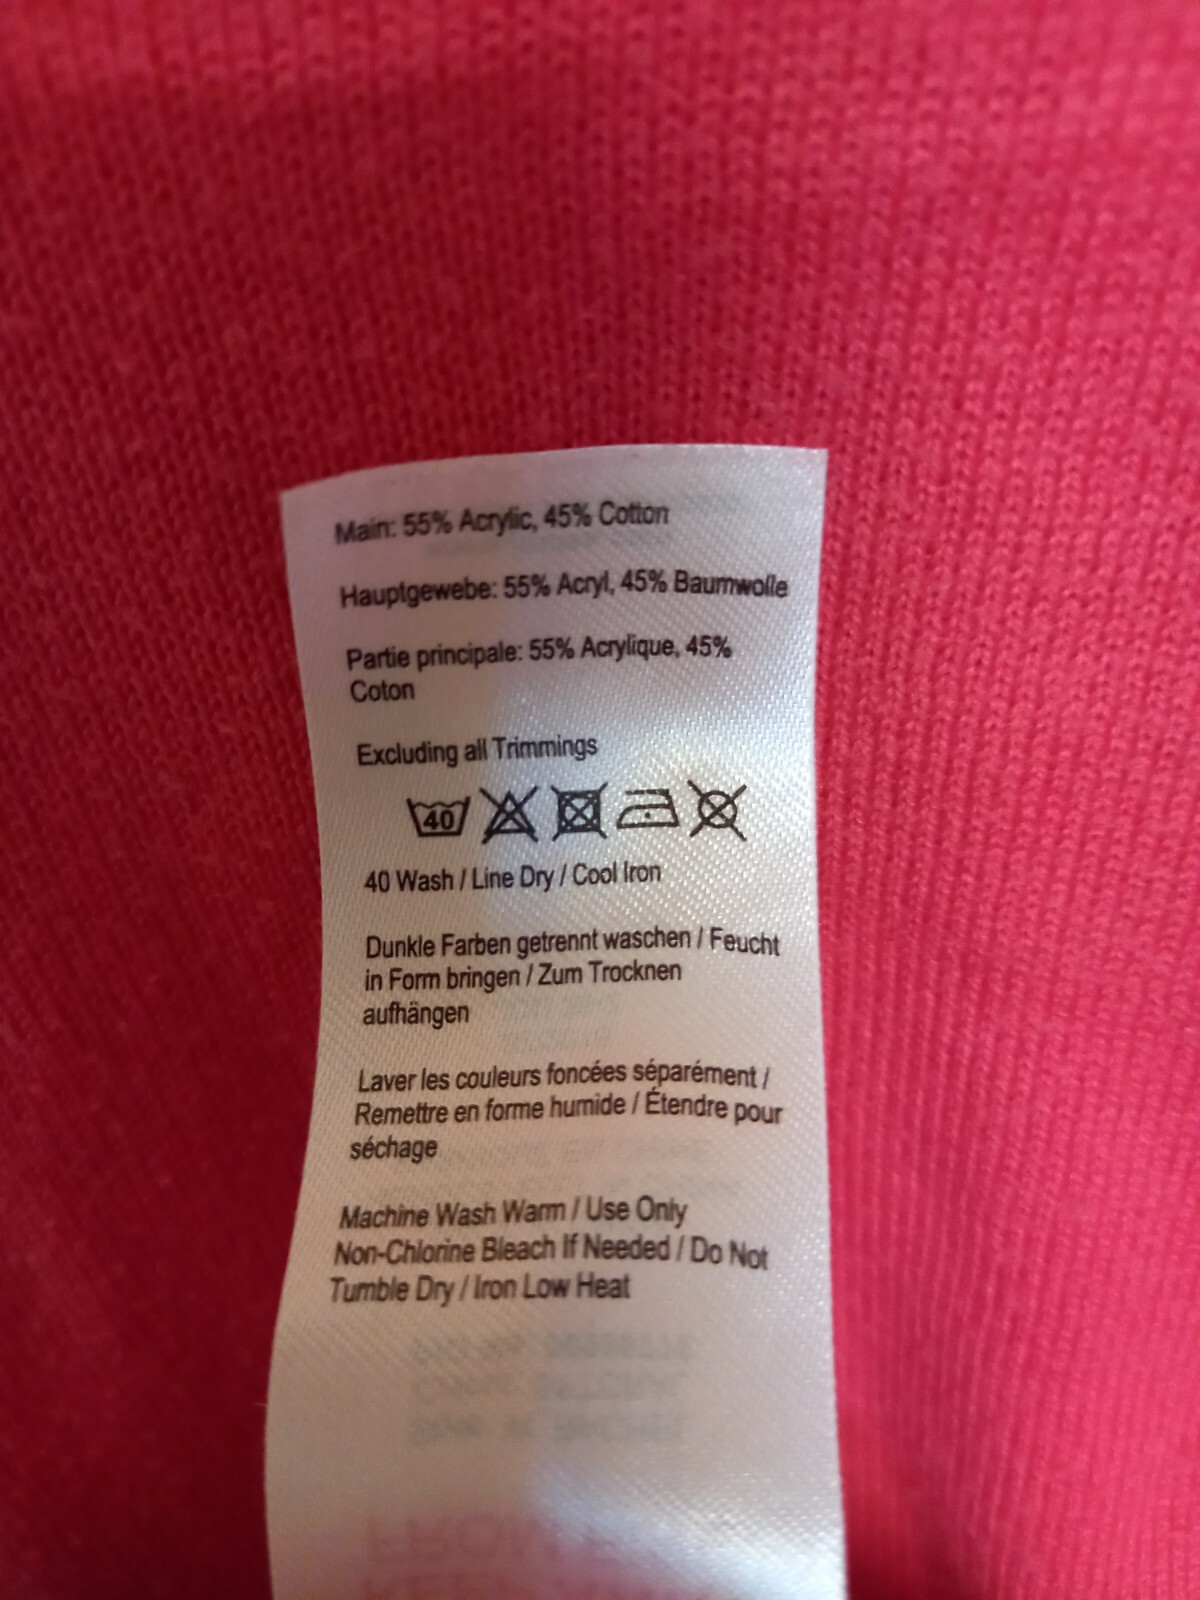 Main: 55% Acrylic, 45% Cotton
Hauptgewebe: 55% Acryl, 45% Baumwolle
Partie principale: 55% Acrylique, 45%
Coton
Excluding all Trimmings
40
40 Wash / Line Dry / Cool Iron
Dunkle Farben getrennt waschen / Feucht
in Form bringen / Zum Trocknen
aufhängen
Laver les couleurs foncées séparément /
Remettre en forme humide / Étendre pour
séchage
Machine Wash Warm / Use Only
Non-Chlorine Bleach If Needed / Do Not
Tumble Dry / Iron Low Heat